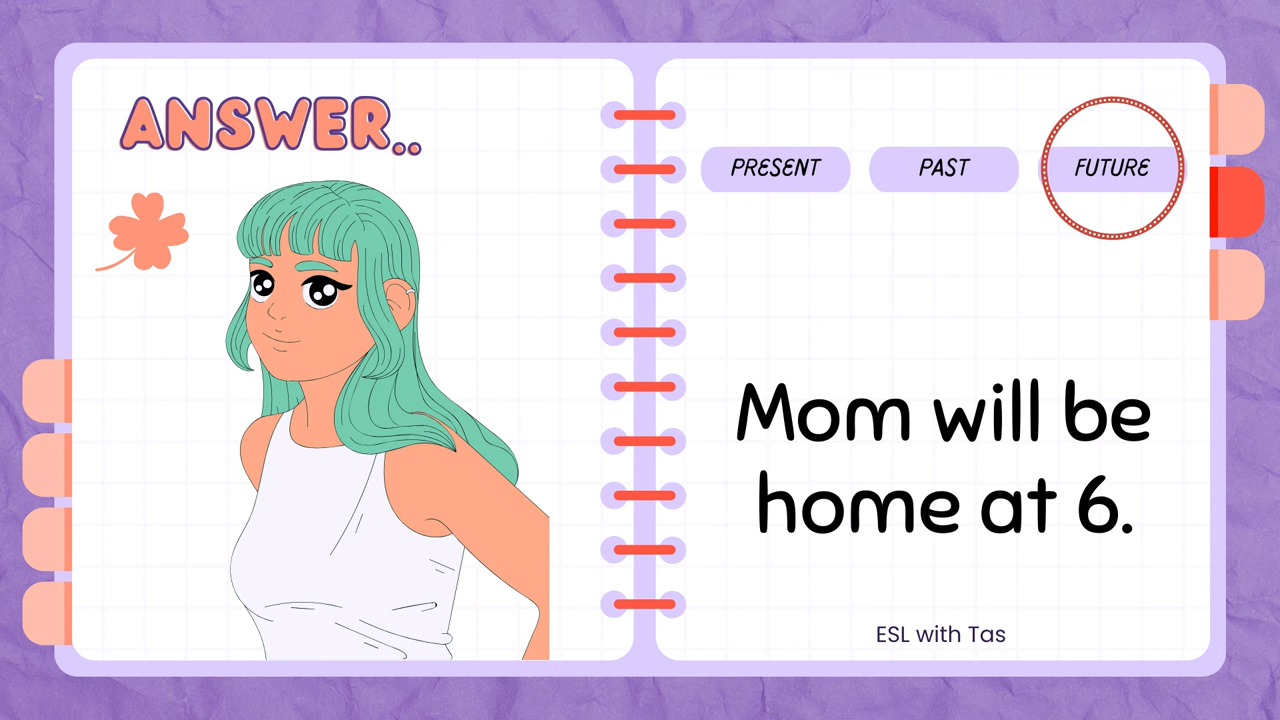 ANSWER..
PRESENT
PAST
FUTURE
Mom will be
home at 6.
ESL with Tas